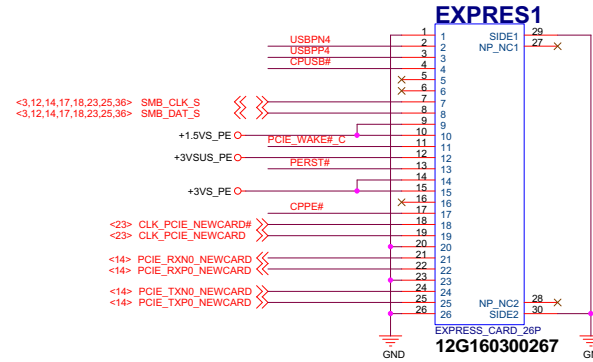 EXPRES1
1 1 SIDE1 29
USBPN4 2 2 NP_NC1 27
USBPP4 3 3
CPUSB# 4 4
5 5
6 6
<3,12,14,17,18,23,25,36> SMB_CLK_S 7 7
<3,12,14,17,18,23,25,36> SMB_DAT_S 8 8
9 9
+1.5VS_PE 10 10
PCIE_WAKE#_C 11 11
+3VSUS_PE 12 12
PERST# 13 13
14 14
+3VS_PE 15 15
16 16
CPPE# 17 17
<23> CLK_PCIE_NEWCARD# 18 18
<23> CLK_PCIE_NEWCARD 19 19
20 20
<14> PCIE_RXN0_NEWCARD 21 21
<14> PCIE_RXP0_NEWCARD 22 22
23 23
<14> PCIE_TXN0_NEWCARD 24 24
<14> PCIE_TXP0_NEWCARD 25 25 NP_NC2 28
26 26 SIDE2 30
EXPRESS_CARD_26P
12G160300267
GND